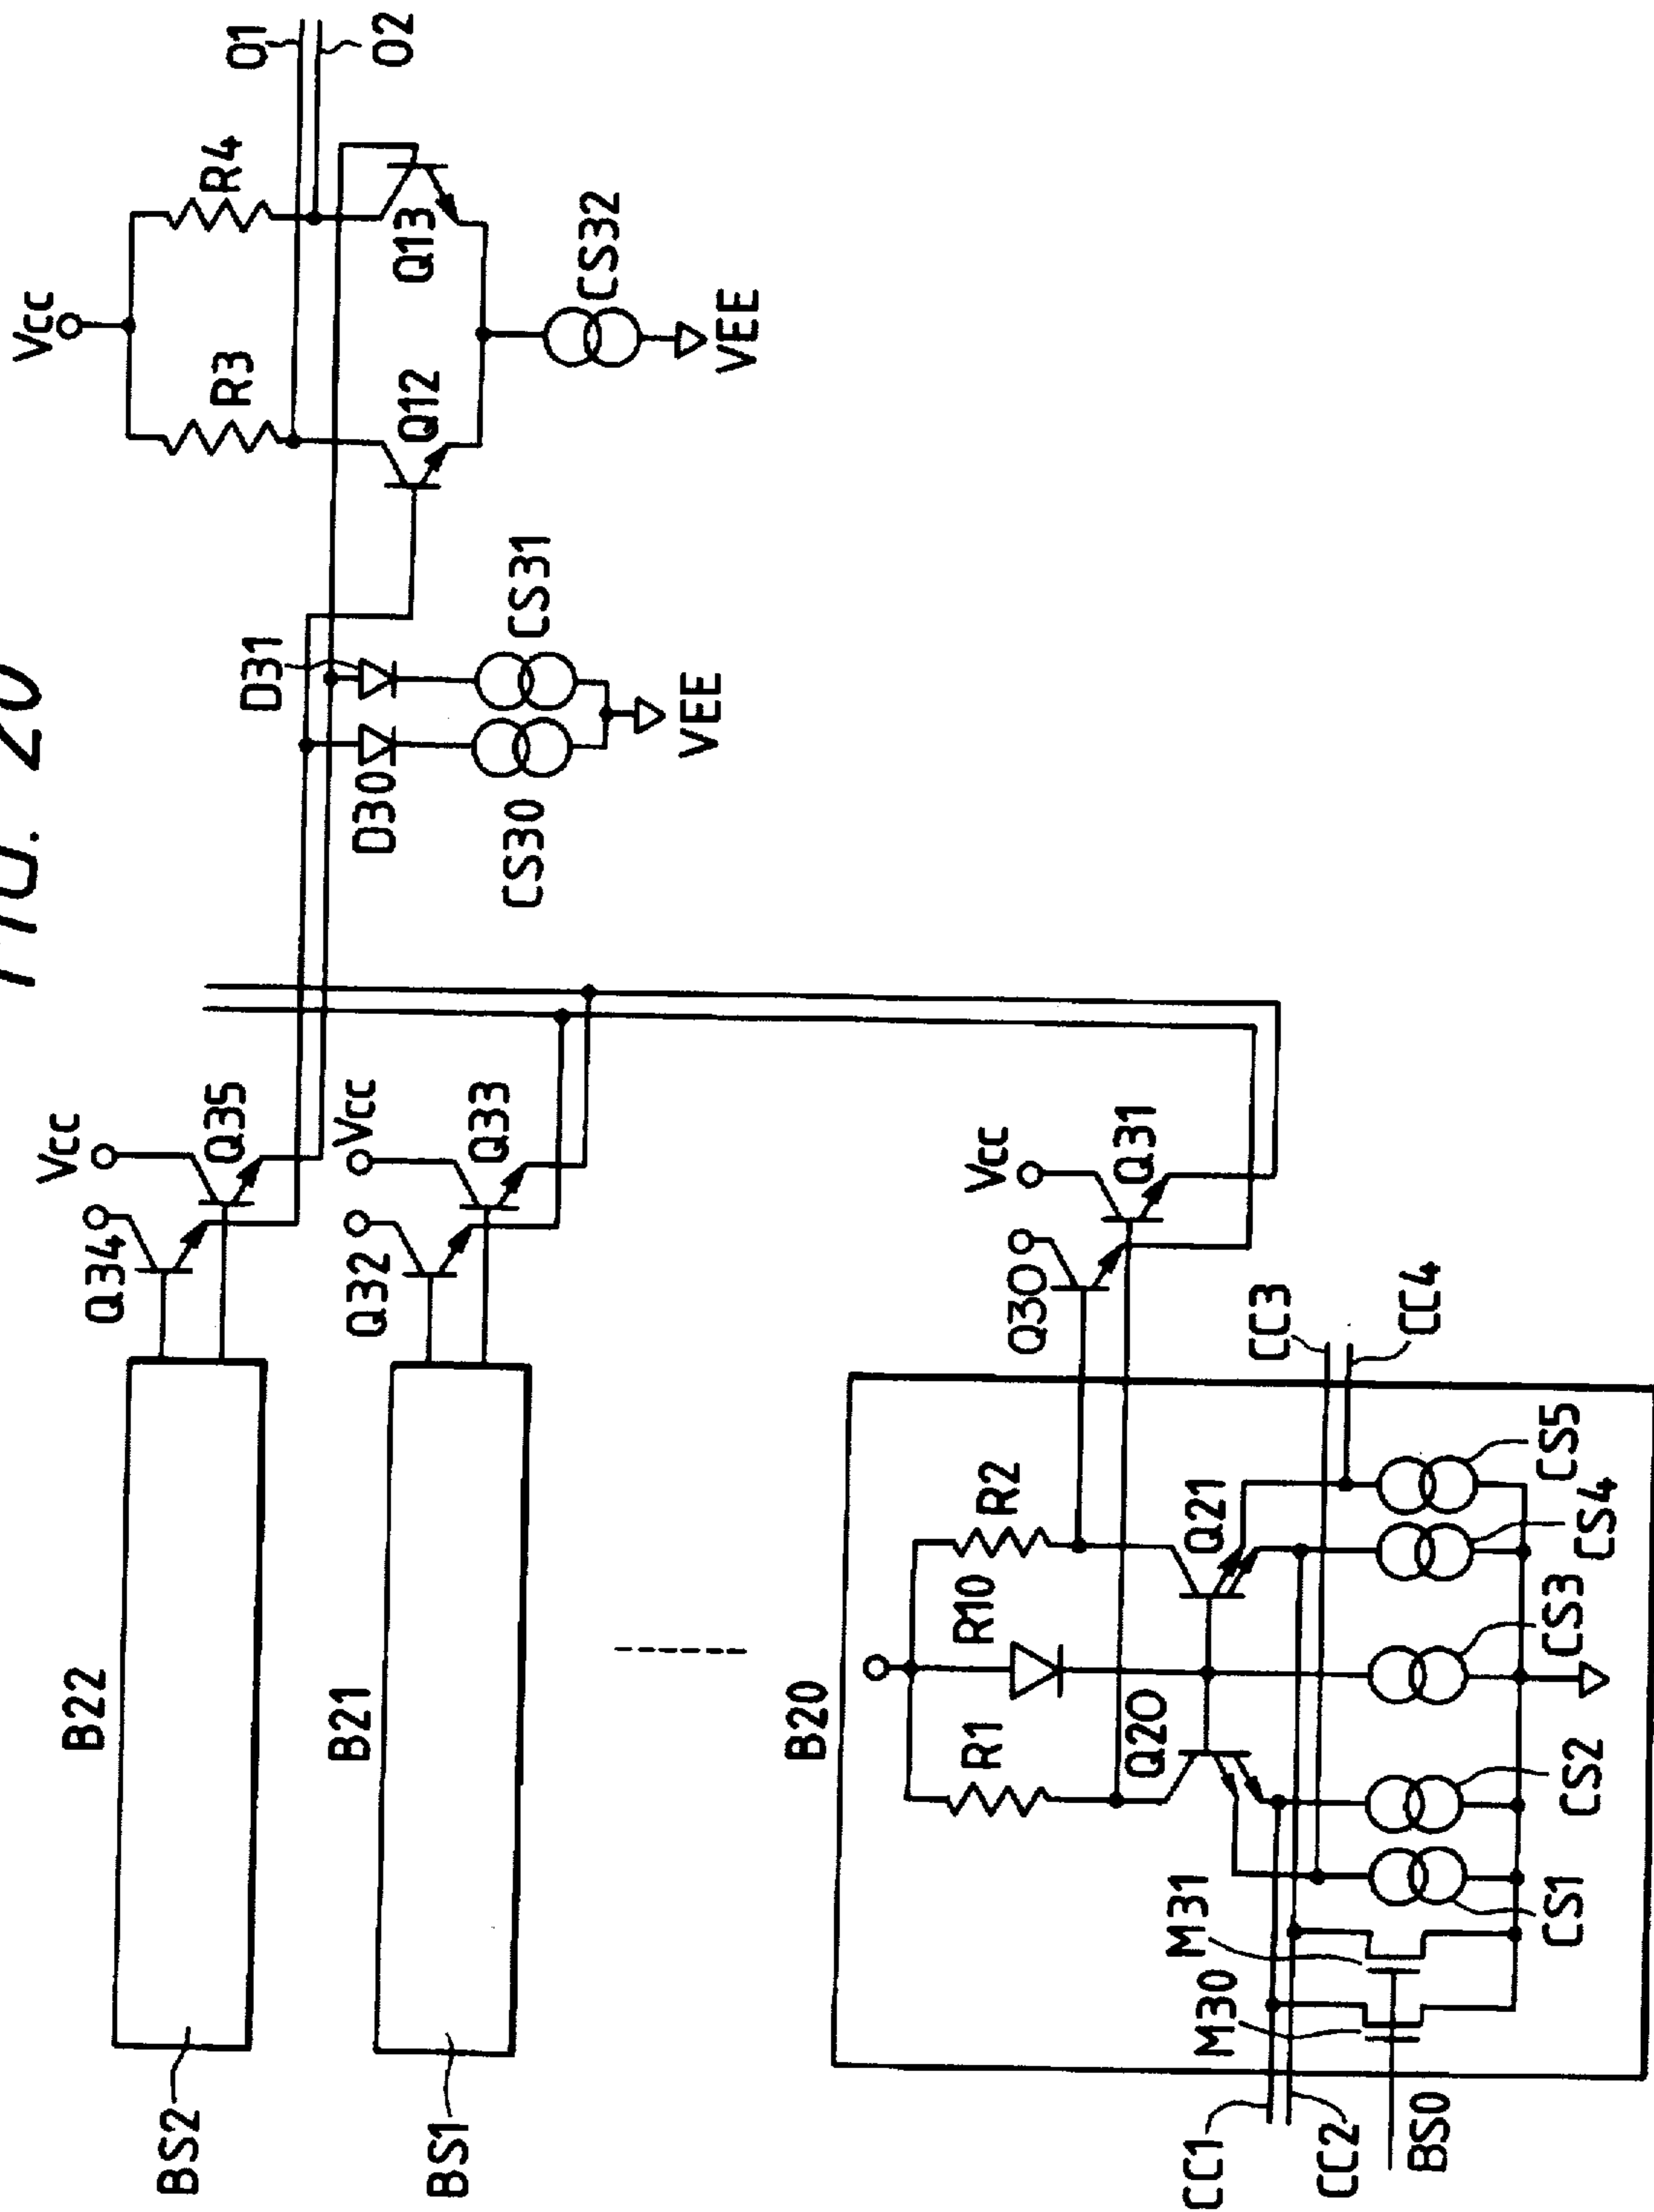 FIG. 20
Vcc
R3
R4
O1
O2
Q12
Q13
CS32
VEE
D30
D31
CS30
CS31
VEE
B22
BS2
Q34
Vcc
Q35
B21
BS1
Q32
Vcc
Q33
B20
Q30
Vcc
Q31
R1
R10
R2
Q20
Q21
CC1
CC2
BS0
M30
M31
CC3
CC4
CS1
CS2
CS3
CS4
CS5